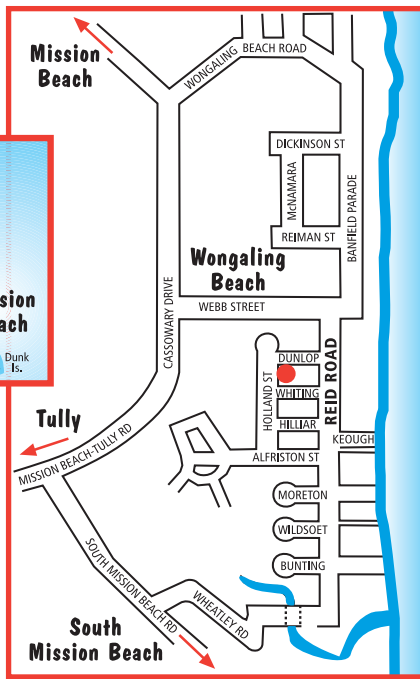 Mission
Beach
WONGALING
BEACH ROAD
DICKINSON ST
McNAMARA
REIMAN ST
BANFIELD PARADE
Wongaling
Beach
WEBB STREET
CASSOWARY DRIVE
sion
ach
Dunk
Is.
DUNLOP
HOLLAND ST
WHITING
REID ROAD
HILLIAR
KEOUGH
ALFRISTON ST
Tully
MISSION BEACH-TULLY RD
MORETON
WILDSOET
BUNTING
SOUTH MISSION BEACH RD
WHEATLEY RD
South
Mission Beach